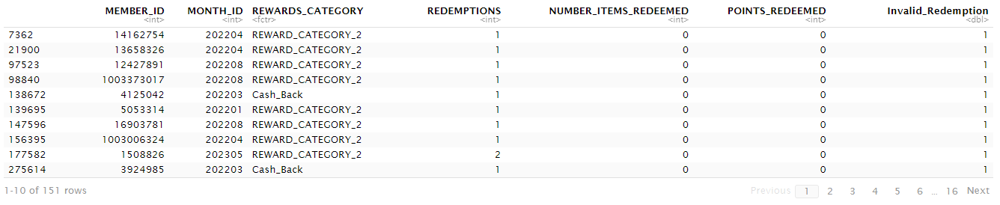 MEMBER_ID MONTH_ID REWARDS_CATEGORY REDEMPTIONS NUMBER_ITEMS_REDEEMED POINTS_REDEEMED Invalid_Redemption
<int> <int> <fctr> <int> <int> <int> <dbl>
7362 14162754 202204 REWARD_CATEGORY_2 1 0 0 1
21900 13658326 202204 REWARD_CATEGORY_2 1 0 0 1
97523 12427891 202208 REWARD_CATEGORY_2 1 0 0 1
98840 1003373017 202208 REWARD_CATEGORY_2 1 0 0 1
138672 4125042 202203 Cash_Back 1 0 0 1
139695 5053314 202201 REWARD_CATEGORY_2 1 0 0 1
147596 16903781 202208 REWARD_CATEGORY_2 1 0 0 1
156395 1003006324 202204 REWARD_CATEGORY_2 1 0 0 1
177582 1508826 202305 REWARD_CATEGORY_2 2 0 0 1
275614 3924985 202203 Cash_Back 1 0 0 1
1-10 of 151 rows Previous 1 2 3 4 5 6 ... 16 Next